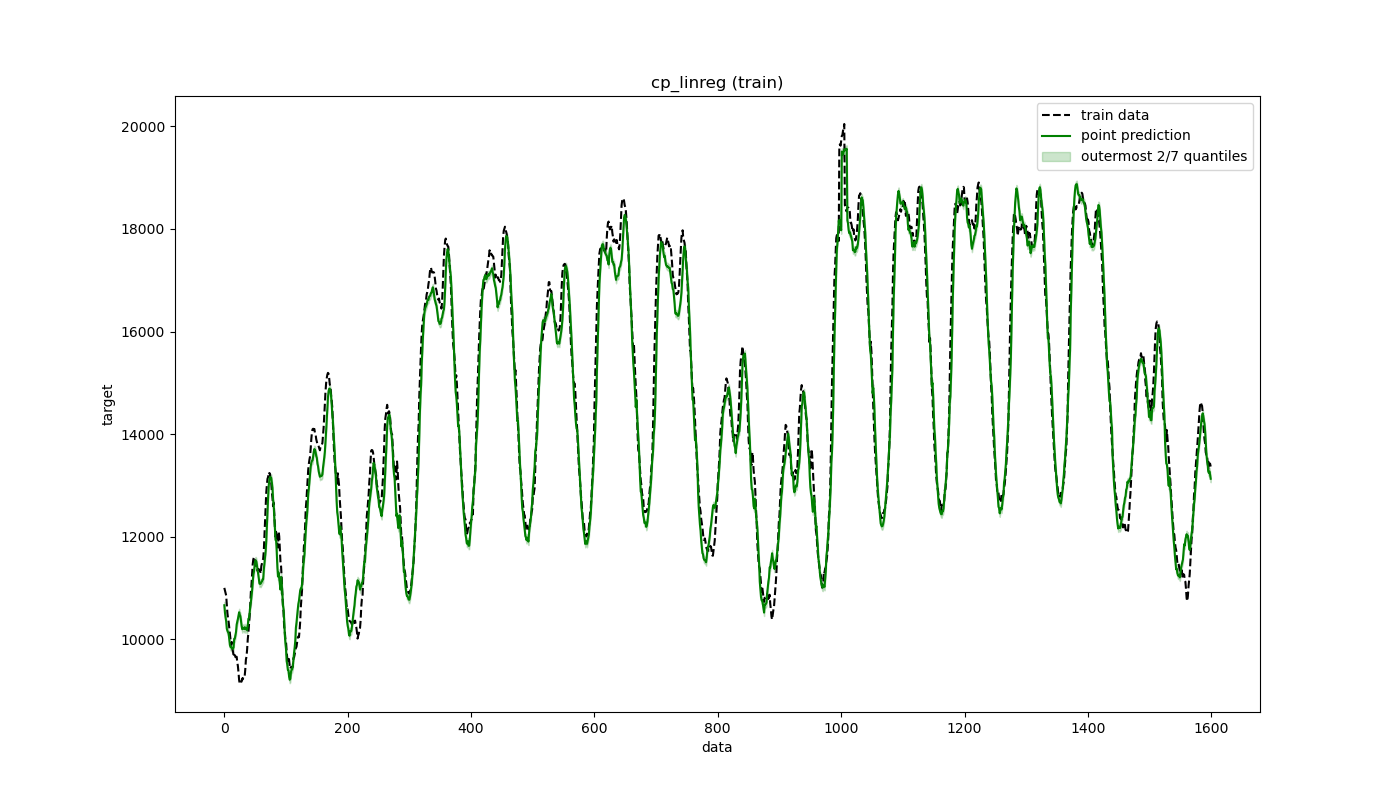 cp_linreg (train)
train data
point prediction
outermost 2/7 quantiles
target
20000
18000
16000
14000
12000
10000
0 200 400 600 800 1000 1200 1400 1600
data